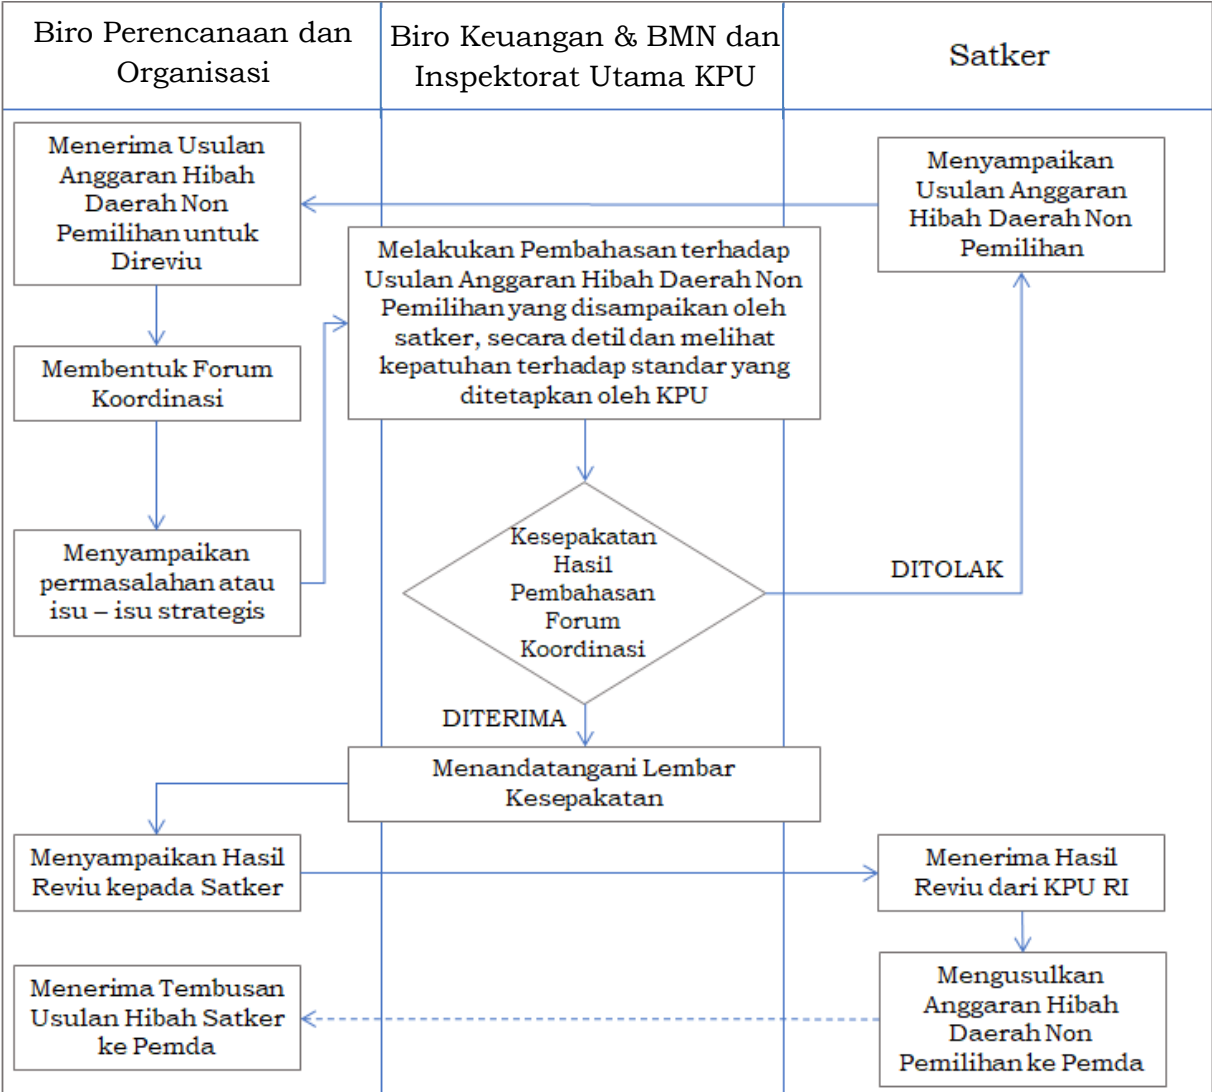 Biro Perencanaan dan
Organisasi
Biro Keuangan & BMN dan
Inspektorat Utama KPU
Satker
Menerima Usulan
Anggaran Hibah
Daerah Non
Pemilihan untuk
Direviu
Menyampaikan
Usulan Anggaran
Hibah Daerah Non
Pemilihan
Melakukan Pembahasan terhadap
Usulan Anggaran Hibah Daerah Non
Pemilihan yang disampaikan oleh
satker, secara detil dan melihat
kepatuhan terhadap standar yang
ditetapkan oleh KPU
Membentuk Forum
Koordinasi
Menyampaikan
permasalahan atau
isu – isu strategis
Kesepakatan
Hasil
Pembahasan
Forum
Koordinasi
DITOLAK
DITERIMA
Menandatangani Lembar
Kesepakatan
Menyampaikan Hasil
Reviu kepada Satker
Menerima Hasil
Reviu dari KPU RI
Mengusulkan
Anggaran Hibah
Daerah Non
Pemilihan ke Pemda
Menerima Tembusan
Usulan Hibah Satker
ke Pemda